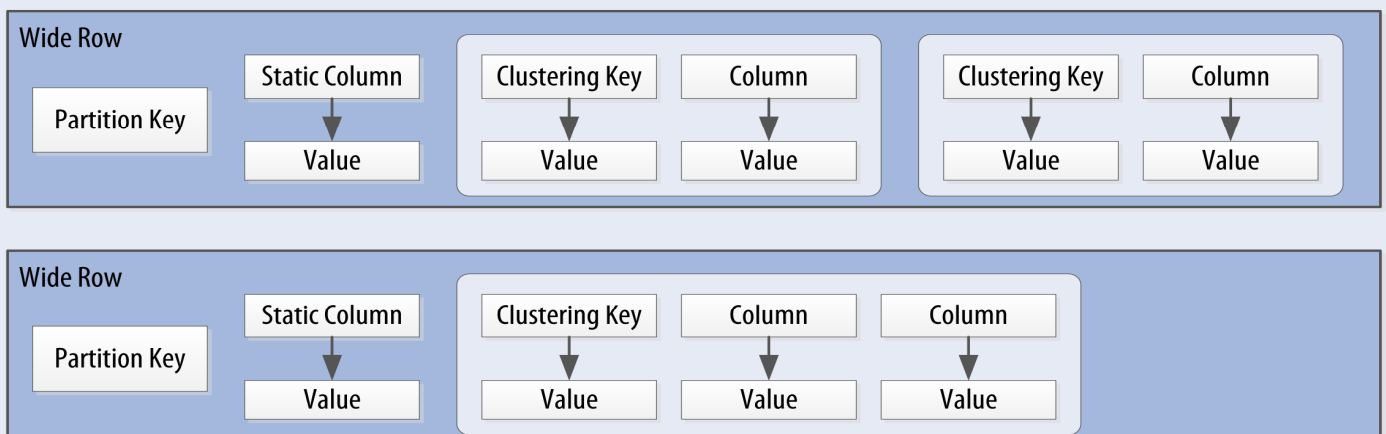 Wide Row
Static Column Clustering Key Column Clustering Key Column
Partition Key
Value Value Value Value Value
Wide Row
Static Column Clustering Key Column Column
Partition Key
Value Value Value Value